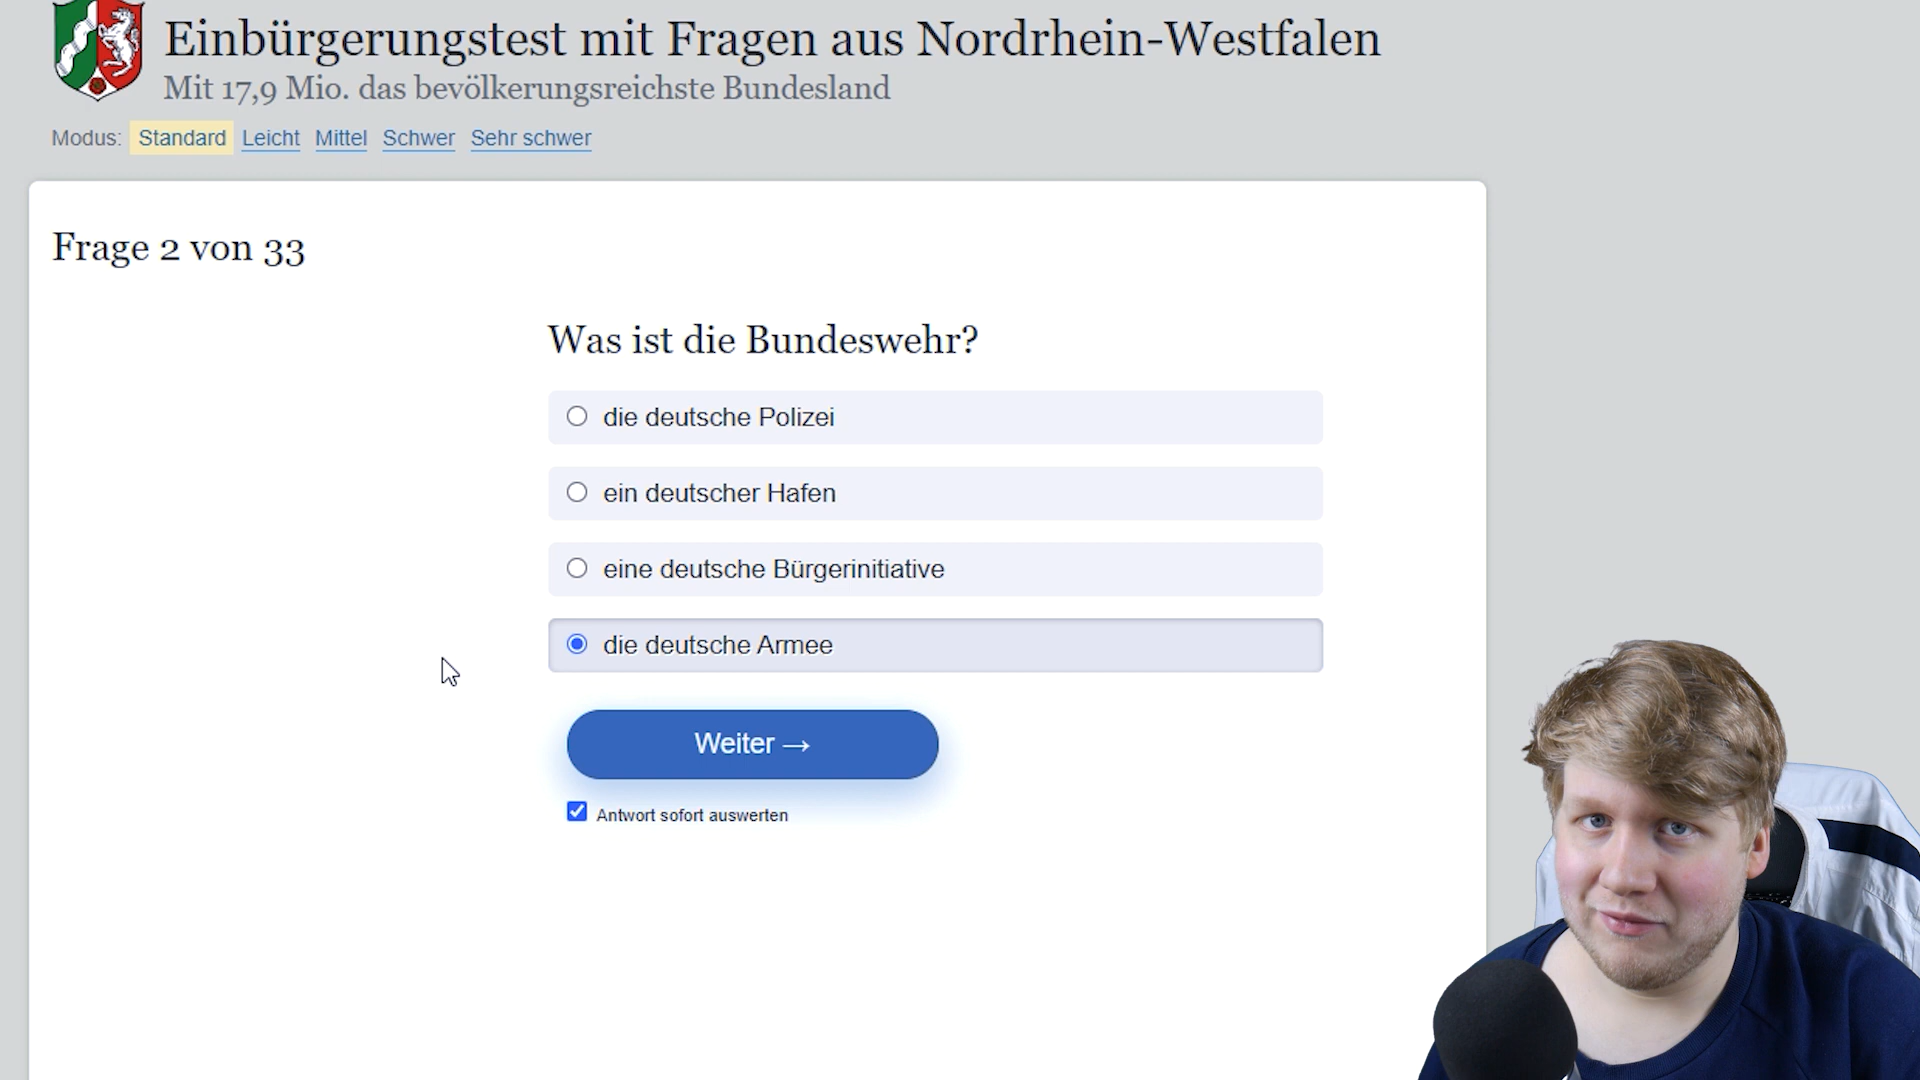 Einbürgerungstest mit Fragen aus Nordrhein-Westfalen
Mit 17,9 Mio. das bevölkerungsreichste Bundesland
Modus: Standard Leicht Mittel Schwer Sehr schwer
Frage 2 von 33
Was ist die Bundeswehr?
die deutsche Polizei
ein deutscher Hafen
eine deutsche Bürgerinitiative
die deutsche Armee
Weiter →
Antwort sofort auswerten